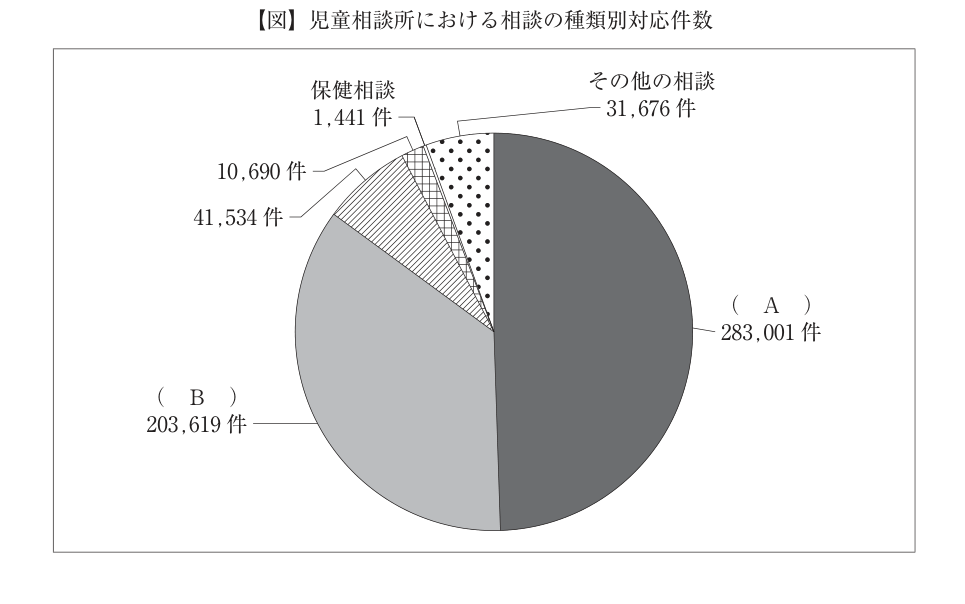 【図】児童相談所における相談の種類別対応件数
その他の相談
31,676 件
保健相談
1,441 件
10,690 件
41,534 件
（　A　）
283,001 件
（　B　）
203,619 件